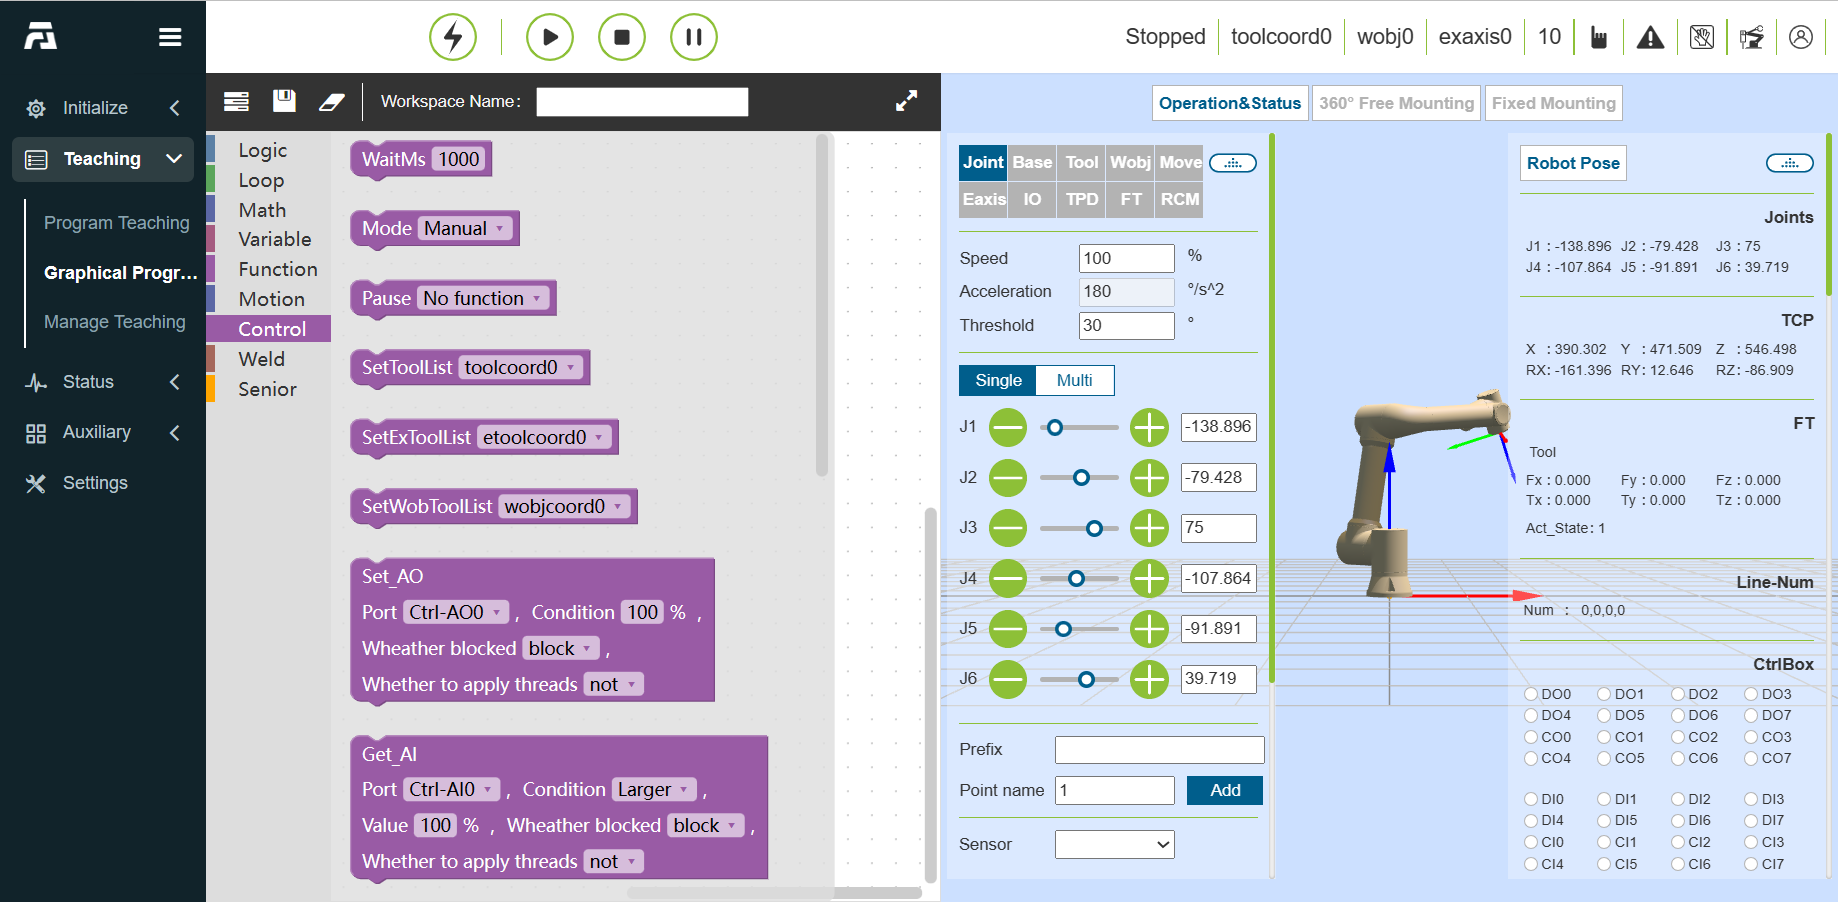 Stopped toolcoord0 wobj0 exaxis0 10
Initialize
Teaching
Program Teaching
Graphical Progr...
Manage Teaching
Status
Auxiliary
Settings
Workspace Name:
Logic
Loop
Math
Variable
Function
Motion
Control
Weld
Senior
WaitMs 1000
Mode Manual
Pause No function
SetToolList toolcoord0
SetExToolList etoolcoord0
SetWobToolList wobjcoord0
Set_AO
Port Ctrl-AO0 , Condition 100 % ,
Wheather blocked block ,
Whether to apply threads not
Get_AI
Port Ctrl-AI0 , Condition Larger ,
Value 100 % , Wheather blocked block ,
Whether to apply threads not
Operation&Status 360° Free Mounting Fixed Mounting
Joint Base Tool Wobj Move
Eaxis IO TPD FT RCM
Speed 100 %
Acceleration 180 °/s^2
Threshold 30 °
Single Multi
J1 -138.896
J2 -79.428
J3 75
J4 -107.864
J5 -91.891
J6 39.719
Prefix
Point name 1 Add
Sensor
Robot Pose
Joints
J1 : -138.896 J2 : -79.428 J3 : 75
J4 : -107.864 J5 : -91.891 J6 : 39.719
TCP
X : 390.302 Y : 471.509 Z : 546.498
RX: -161.396 RY: 12.646 RZ: -86.909
FT
Tool
Fx : 0.000 Fy : 0.000 Fz : 0.000
Tx : 0.000 Ty : 0.000 Tz : 0.000
Act_State: 1
Line-Num
Num : 0,0,0,0
CtrlBox
DO0 DO1 DO2 DO3
DO4 DO5 DO6 DO7
CO0 CO1 CO2 CO3
CO4 CO5 CO6 CO7
DI0 DI1 DI2 DI3
DI4 DI5 DI6 DI7
CI0 CI1 CI2 CI3
CI4 CI5 CI6 CI7